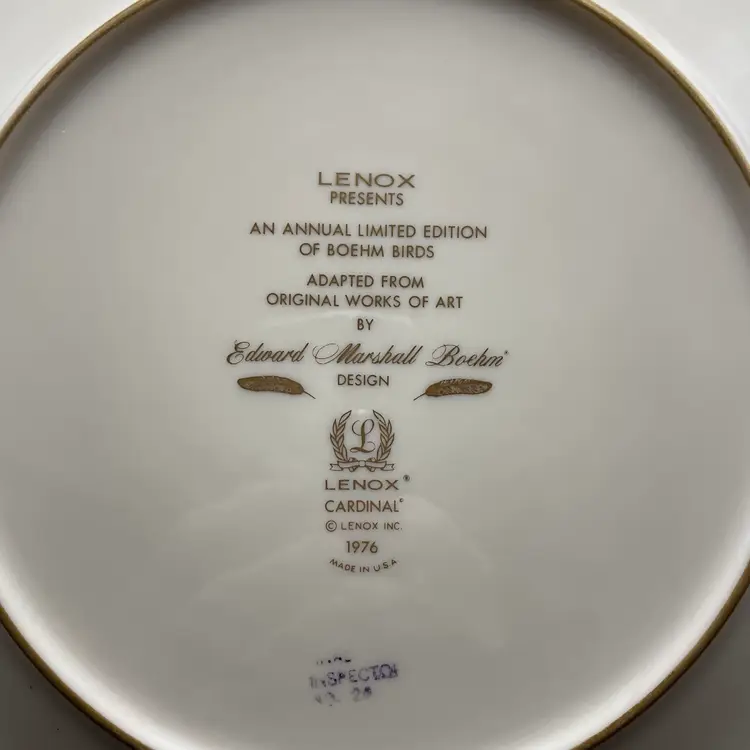 LENOX
PRESENTS
AN ANNUAL LIMITED EDITION
OF BOEHM BIRDS
ADAPTED FROM
ORIGINAL WORKS OF ART
BY
Edward Marshall Boehm®
DESIGN
L
LENOX®
CARDINAL®
© LENOX INC.
1976
MADE IN U.S.A
INSPECTOR